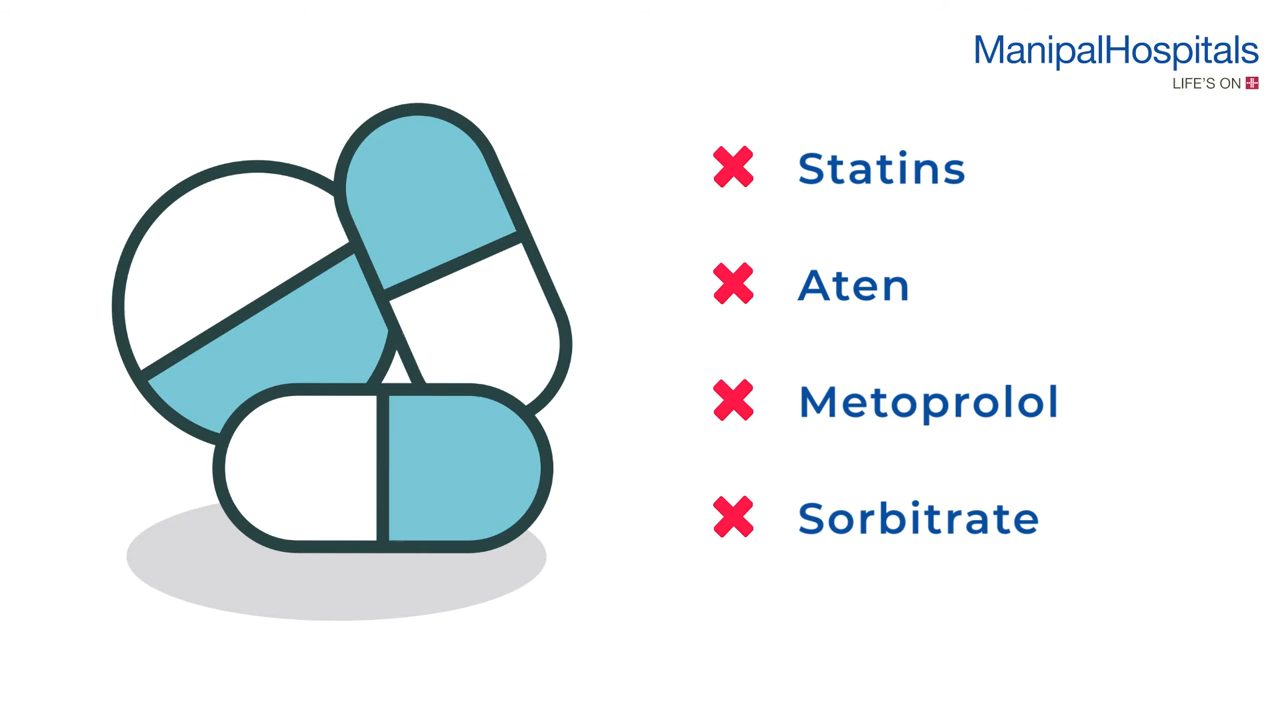 ManipalHospitals
LIFE'S ON
Statins
Aten
Metoprolol
Sorbitrate